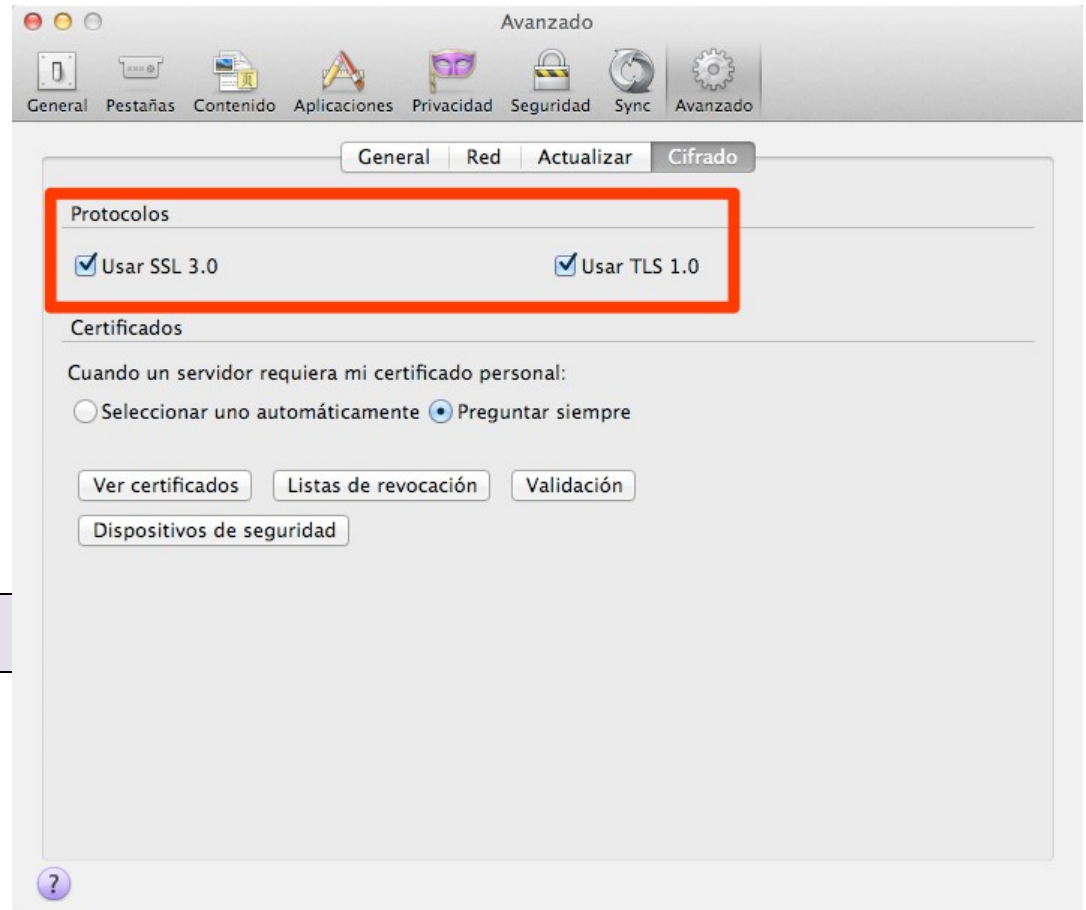 Avanzado
General Pestañas Contenido Aplicaciones Privacidad Seguridad Sync Avanzado
General Red Actualizar Cifrado
Protocolos
Usar SSL 3.0 Usar TLS 1.0
Certificados
Cuando un servidor requiera mi certificado personal:
Seleccionar uno automáticamente Preguntar siempre
Ver certificados Listas de revocación Validación
Dispositivos de seguridad
?